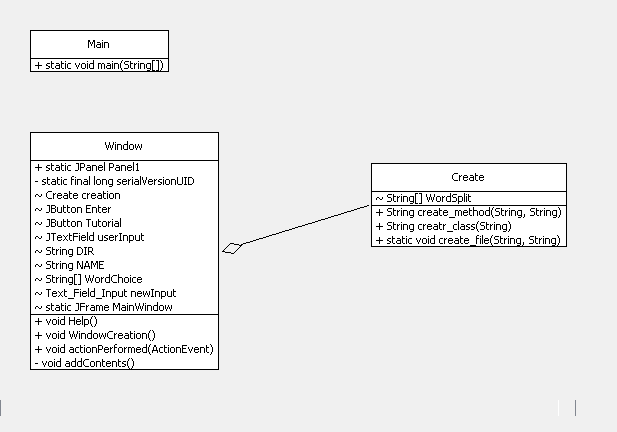 Main
+ static void main(String[])
Window
+ static JPanel Panel1
- static final long serialVersionUID
~ Create creation
~ JButton Enter
~ JButton Tutorial
~ JTextField userInput
~ String DIR
~ String NAME
~ String[] WordChoice
~ Text_Field_Input newInput
~ static JFrame MainWindow
+ void Help()
+ void WindowCreation()
+ void actionPerformed(ActionEvent)
- void addContents()
Create
~ String[] WordSplit
+ String create_method(String, String)
+ String creatr_class(String)
+ static void create_file(String, String)